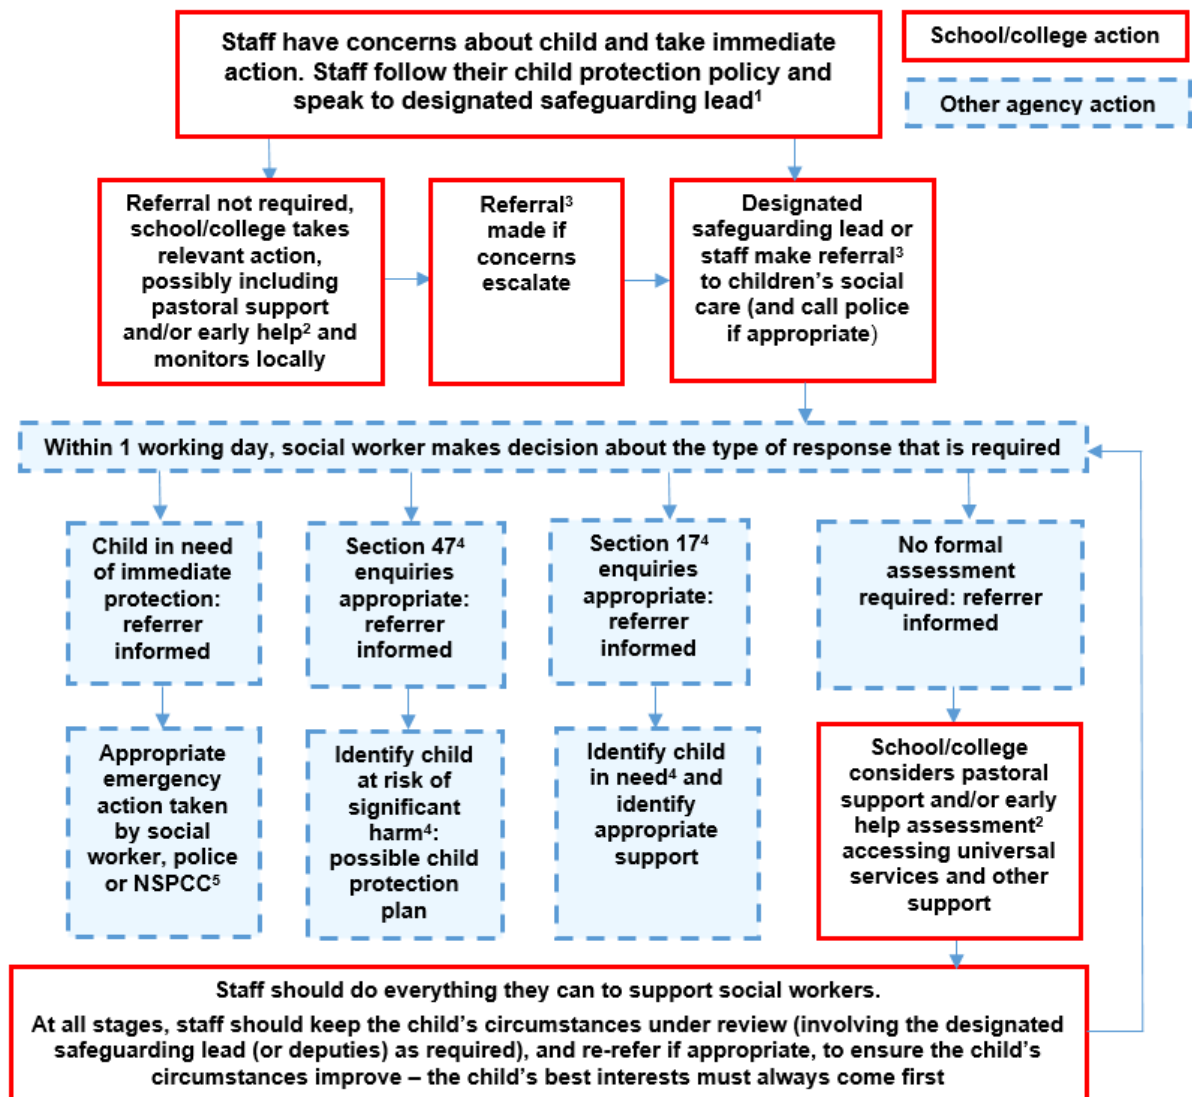 Staff have concerns about child and take immediate
action. Staff follow their child protection policy and
speak to designated safeguarding lead¹
School/college action
Other agency action
Referral not required,
school/college takes
relevant action,
possibly including
pastoral support
and/or early help² and
monitors locally
Referral³
made if
concerns
escalate
Designated
safeguarding lead or
staff make referral³
to children’s social
care (and call police
if appropriate)
Within 1 working day, social worker makes decision about the type of response that is required
Child in need
of immediate
protection:
referrer
informed
Section 47⁴
enquiries
appropriate:
referrer
informed
Section 17⁴
enquiries
appropriate:
referrer
informed
No formal
assessment
required: referrer
informed
Appropriate
emergency
action taken
by social
worker, police
or NSPCC⁵
Identify child
at risk of
significant
harm⁴:
possible child
protection
plan
Identify child
in need⁴ and
identify
appropriate
support
School/college
considers pastoral
support and/or early
help assessment²
accessing universal
services and other
support
Staff should do everything they can to support social workers.
At all stages, staff should keep the child’s circumstances under review (involving the designated
safeguarding lead (or deputies) as required), and re-refer if appropriate, to ensure the child’s
circumstances improve – the child’s best interests must always come first